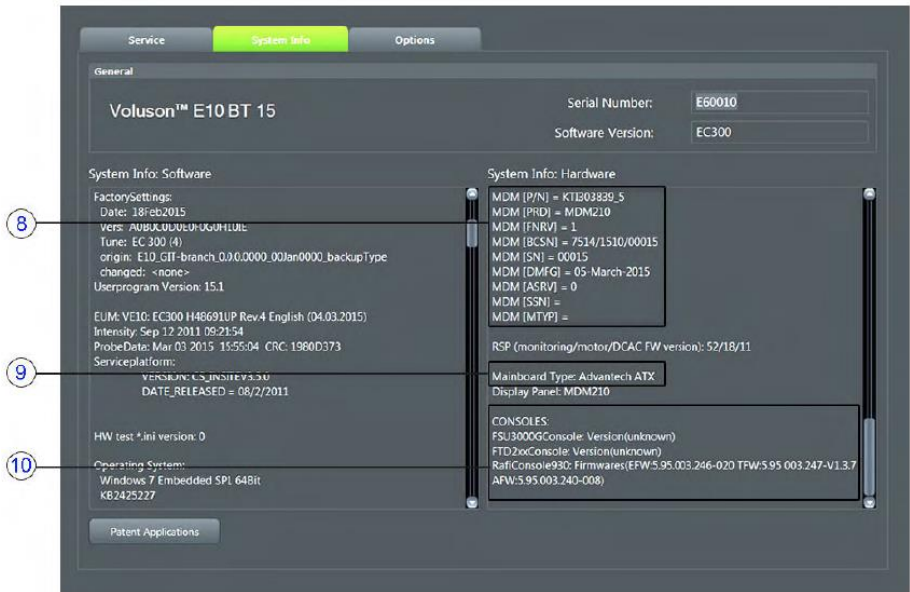 Service System Info Options
General
Voluson™ E10 BT 15
Serial Number: E60010
Software Version: EC300
System Info: Software
FactorySettings:
Date: 18Feb2015
Vers: A0B0C0D0E0F0G0H10IE
Tune: EC 300 (4)
origin: E10_GIT-branch_0.0.0.0000_00Jan0000_backupType
changed: <none>
Userprogram Version: 15.1
EUM: VE10: EC300 H48691UP Rev.4 English (04.03.2015)
Intensity: Sep 12 2011 09:21:54
ProbeData: Mar 03 2015 15:55:04 CRC: 1980D373
Serviceplatform:
VERSION: CS_INSITEV3.5.0
DATE_RELEASED = 08/2/2011
HW test *.ini version: 0
Operating System:
Windows 7 Embedded SP1 64Bit
KB2425227
System Info: Hardware
MDM [P/N] = KTI303839_5
MDM [PRD] = MDM210
MDM [FNRV] = 1
MDM [BCSN] = 7514/1510/00015
MDM [SN] = 00015
MDM [DMFG] = 05-March-2015
MDM [ASRV] = 0
MDM [SSN] =
MDM [MTYP] =
RSP (monitoring/motor/DCAC FW version): 52/18/11
Mainboard Type: Advantech ATX
Display Panel: MDM210
CONSOLES:
FSU3000GConsole: Version(unknown)
FTD2xxConsole: Version(unknown)
RafiConsole930: Firmwares(EFW:5.95.003.246-020 TFW:5.95 003.247-V1.3.7
AFW:5.95.003.240-008)
Patent Applications
8
9
10